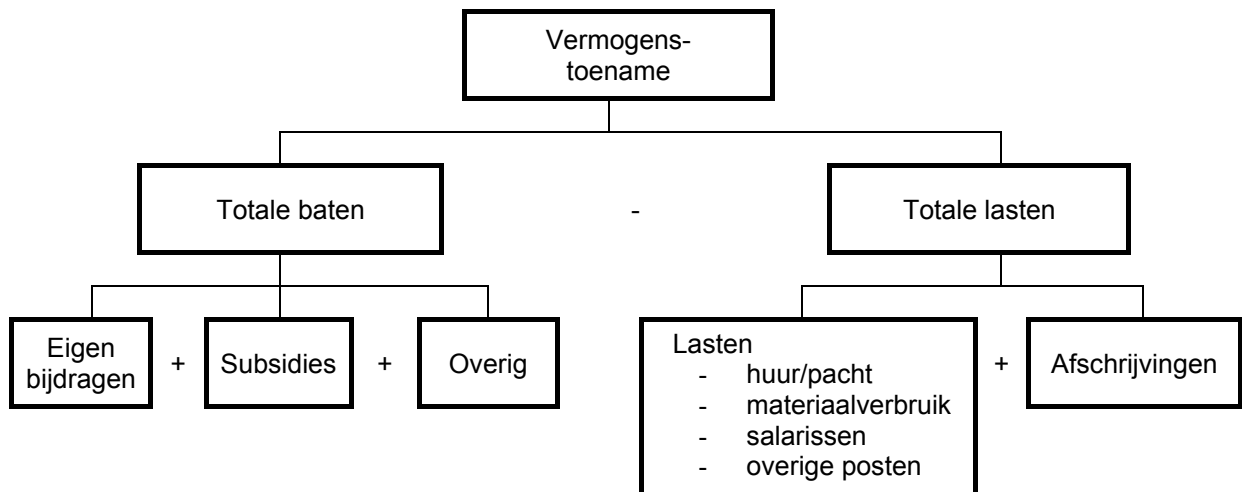 Vermogens-
toename
Totale baten
-
Totale lasten
Eigen
bijdragen
+
Subsidies
+
Overig
Lasten
- huur/pacht
- materiaalverbruik
- salarissen
- overige posten
+
Afschrijvingen